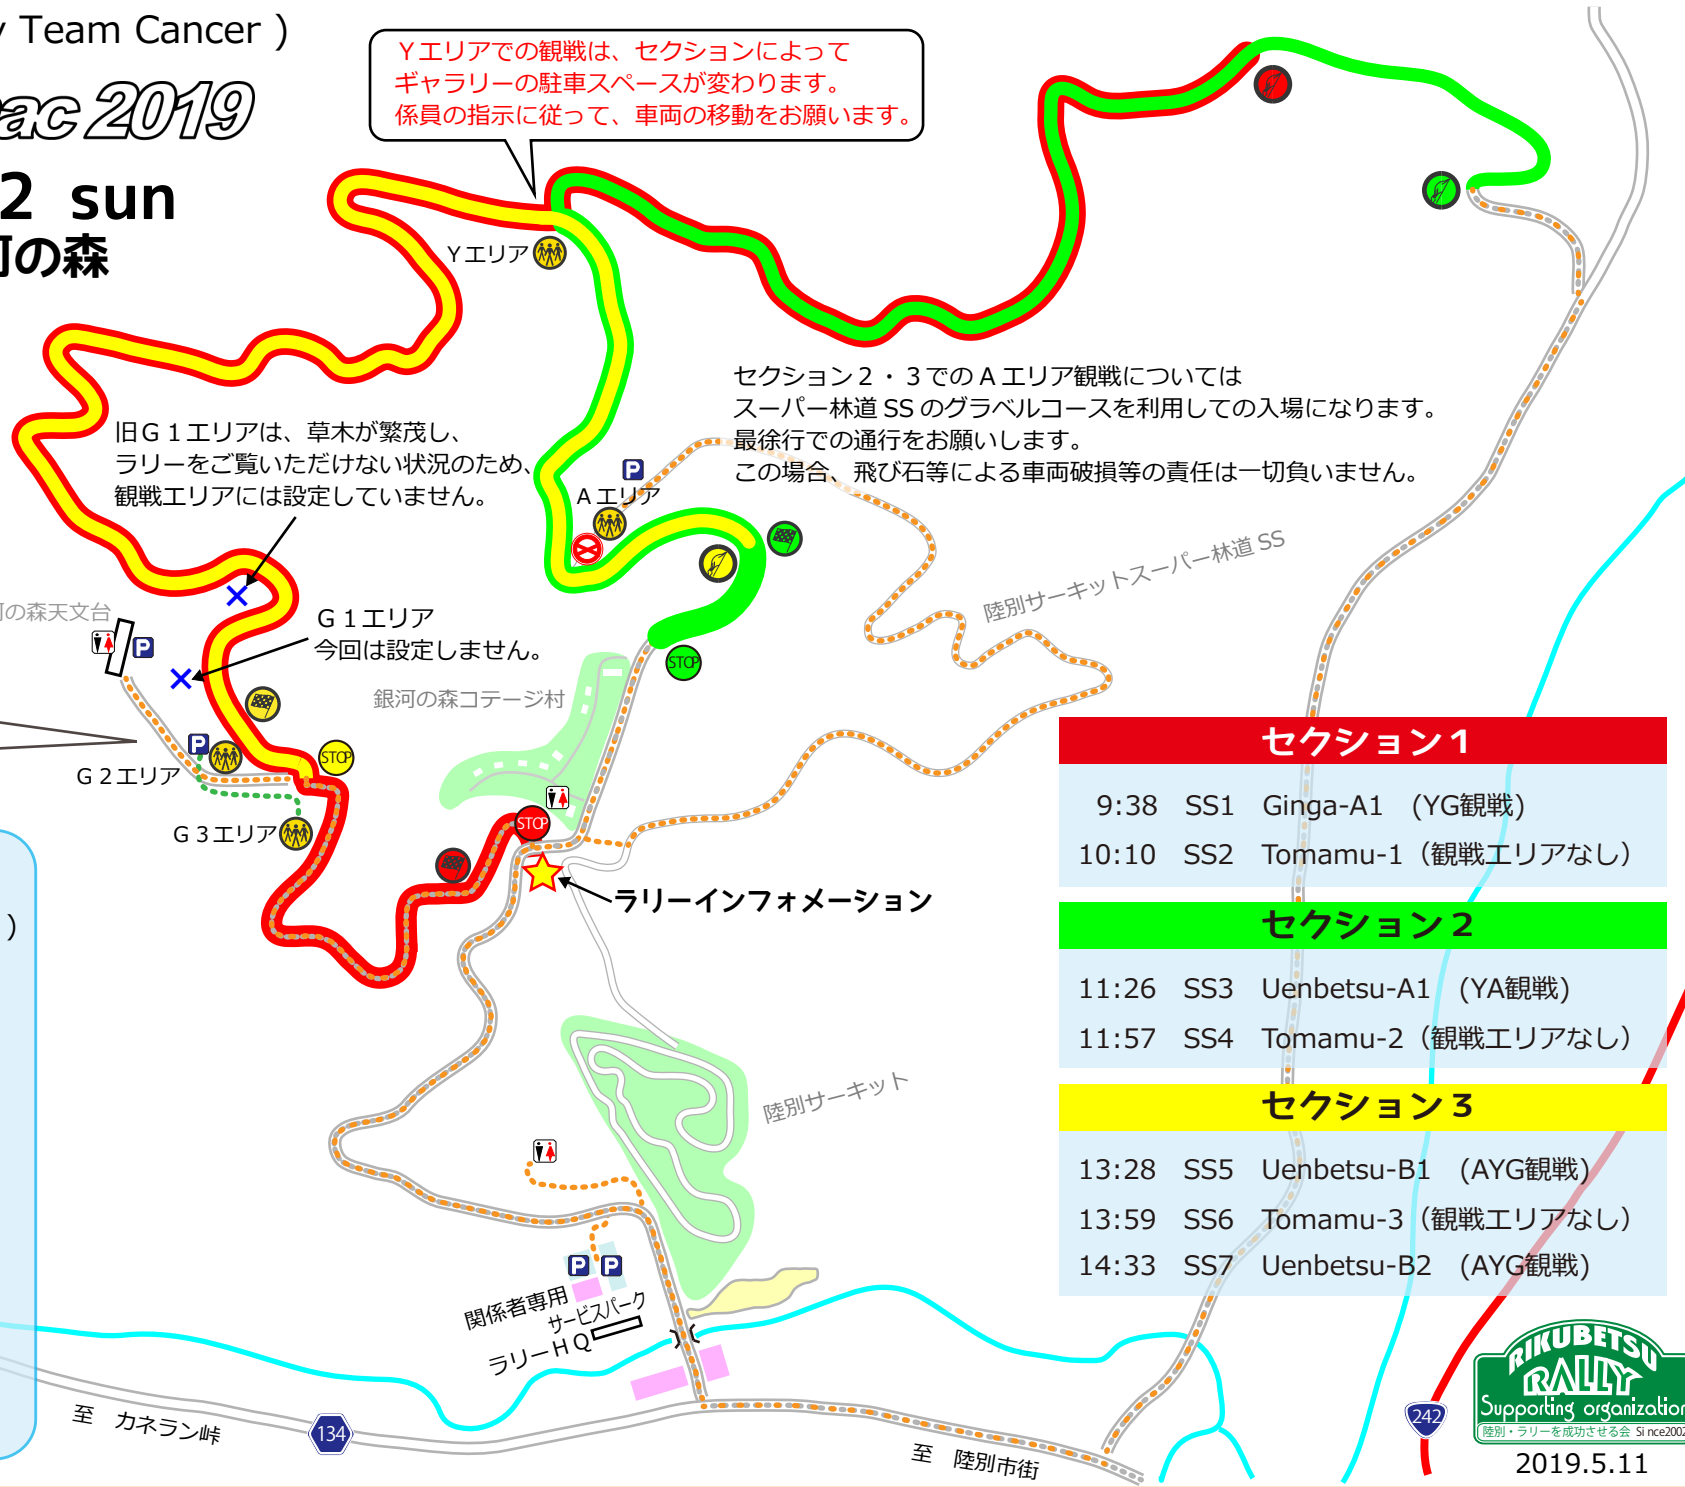 Team Cancer )
ac 2019
2 sun
の森
Ｙエリアでの観戦は、セクションによって
ギャラリーの駐車スペースが変わります。
係員の指示に従って、車両の移動をお願います。
Ｙエリア
セクション２・３でのＡエリア観戦については
スーパー林道 SS のグラベルコースを利用しての入場になります。
最徐行での通行をお願いします。
この場合、飛び石等による車両破損等の責任は一切負いません。
旧Ｇ１エリアは、草木が繁茂し、
ラリーをご覧いただけない状況のため、
観戦エリアには設定していません。
P
Ａエリア
陸別サーキットスーパー林道 SS
の森天文台
P
Ｇ１エリア
今回は設定しません。
STOP
銀河の森コテージ村
P
STOP
Ｇ２エリア
Ｇ３エリア
STOP
ラリーインフォメーション
)
セクション１
9:38 SS1 Ginga-A1 (YG観戦)
10:10 SS2 Tomamu-1（観戦エリアなし）
セクション２
11:26 SS3 Uenbetsu-A1 (YA観戦)
11:57 SS4 Tomamu-2（観戦エリアなし）
セクション３
13:28 SS5 Uenbetsu-B1 (AYG観戦)
13:59 SS6 Tomamu-3（観戦エリアなし）
14:33 SS7 Uenbetsu-B2 (AYG観戦)
陸別サーキット
P P
関係者専用
サービスパーク
ラリーＨＱ
至 カネラン峠
134
至 陸別市街
242
RIKUBETSU
RALLY
Supporting organization
陸別・ラリーを成功させる会 Since2002
2019.5.11